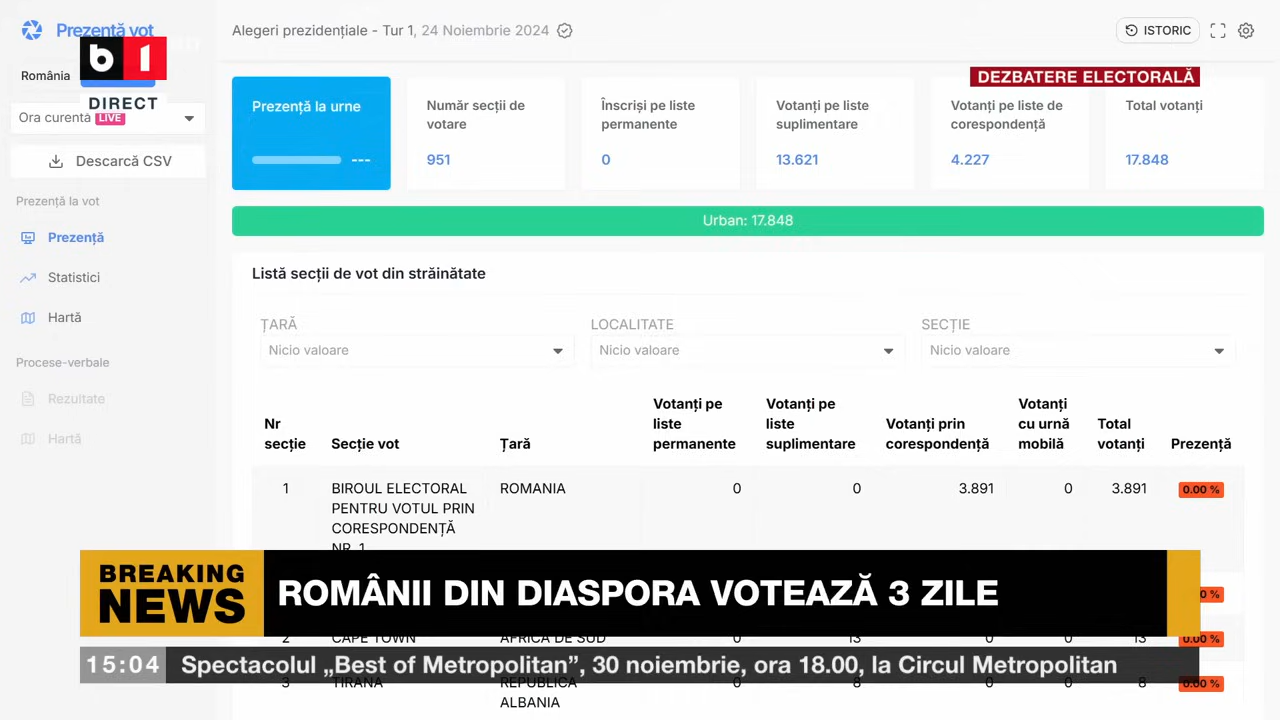 Prezență vot
Alegeri prezidențiale - Tur 1, 24 Noiembrie 2024
ISTORIC
b1
DIRECT
România
Ora curentă LIVE
Descarcă CSV
Prezență la vot
Prezență
Statistici
Hartă
Procese-verbale
Rezultate
Hartă
DEZBATERE ELECTORALĂ
Prezență la urne
---
Număr secții de
votare
951
Înscriși pe liste
permanente
0
Votanți pe liste
suplimentare
13.621
Votanți pe liste de
corespondență
4.227
Total votanți
17.848
Urban: 17.848
Listă secții de vot din străinătate
ȚARĂ LOCALITATE SECȚIE
Nicio valoare Nicio valoare Nicio valoare
Nr
secție
Secție vot
Țară
Votanți pe
liste
permanente
Votanți pe
liste
suplimentare
Votanți prin
corespondență
Votanți
cu urnă
mobilă
Total
votanți
Prezență
1 BIROUL ELECTORAL ROMANIA 0 0 3.891 0 3.891 0.00 %
PENTRU VOTUL PRIN
CORESPONDENȚĂ
NR. 1
BREAKING
NEWS
ROMÂNII DIN DIASPORA VOTEAZĂ 3 ZILE
0 %
2 CAPE TOWN AFRICA DE SUD 0 13 0 0 13 0.00 %
15:04 Spectacolul „Best of Metropolitan”, 30 noiembrie, ora 18.00, la Circul Metropolitan
3 TIRANA REPUBLICA 0 8 0 0 8 0.00 %
ALBANIA